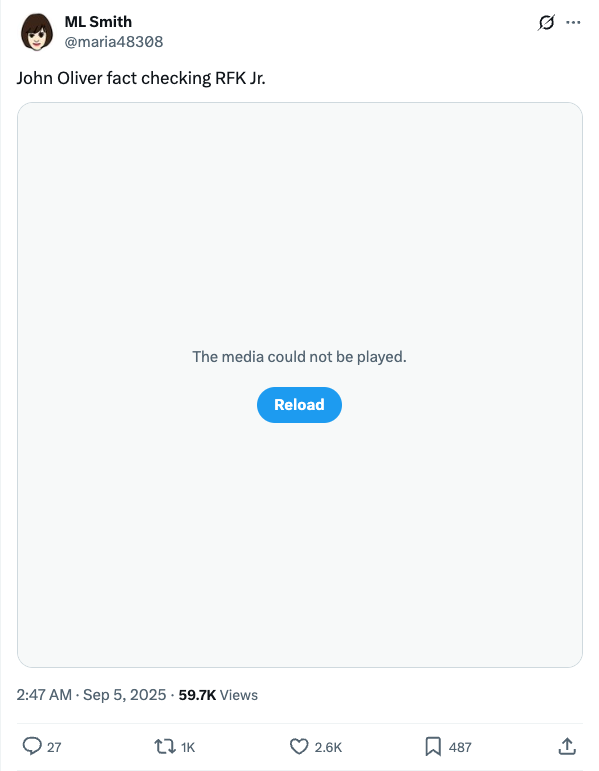 ML Smith
@maria48308
John Oliver fact checking RFK Jr.
The media could not be played.
Reload
2:47 AM · Sep 5, 2025 · 59.7K Views
27 1K 2.6K 487